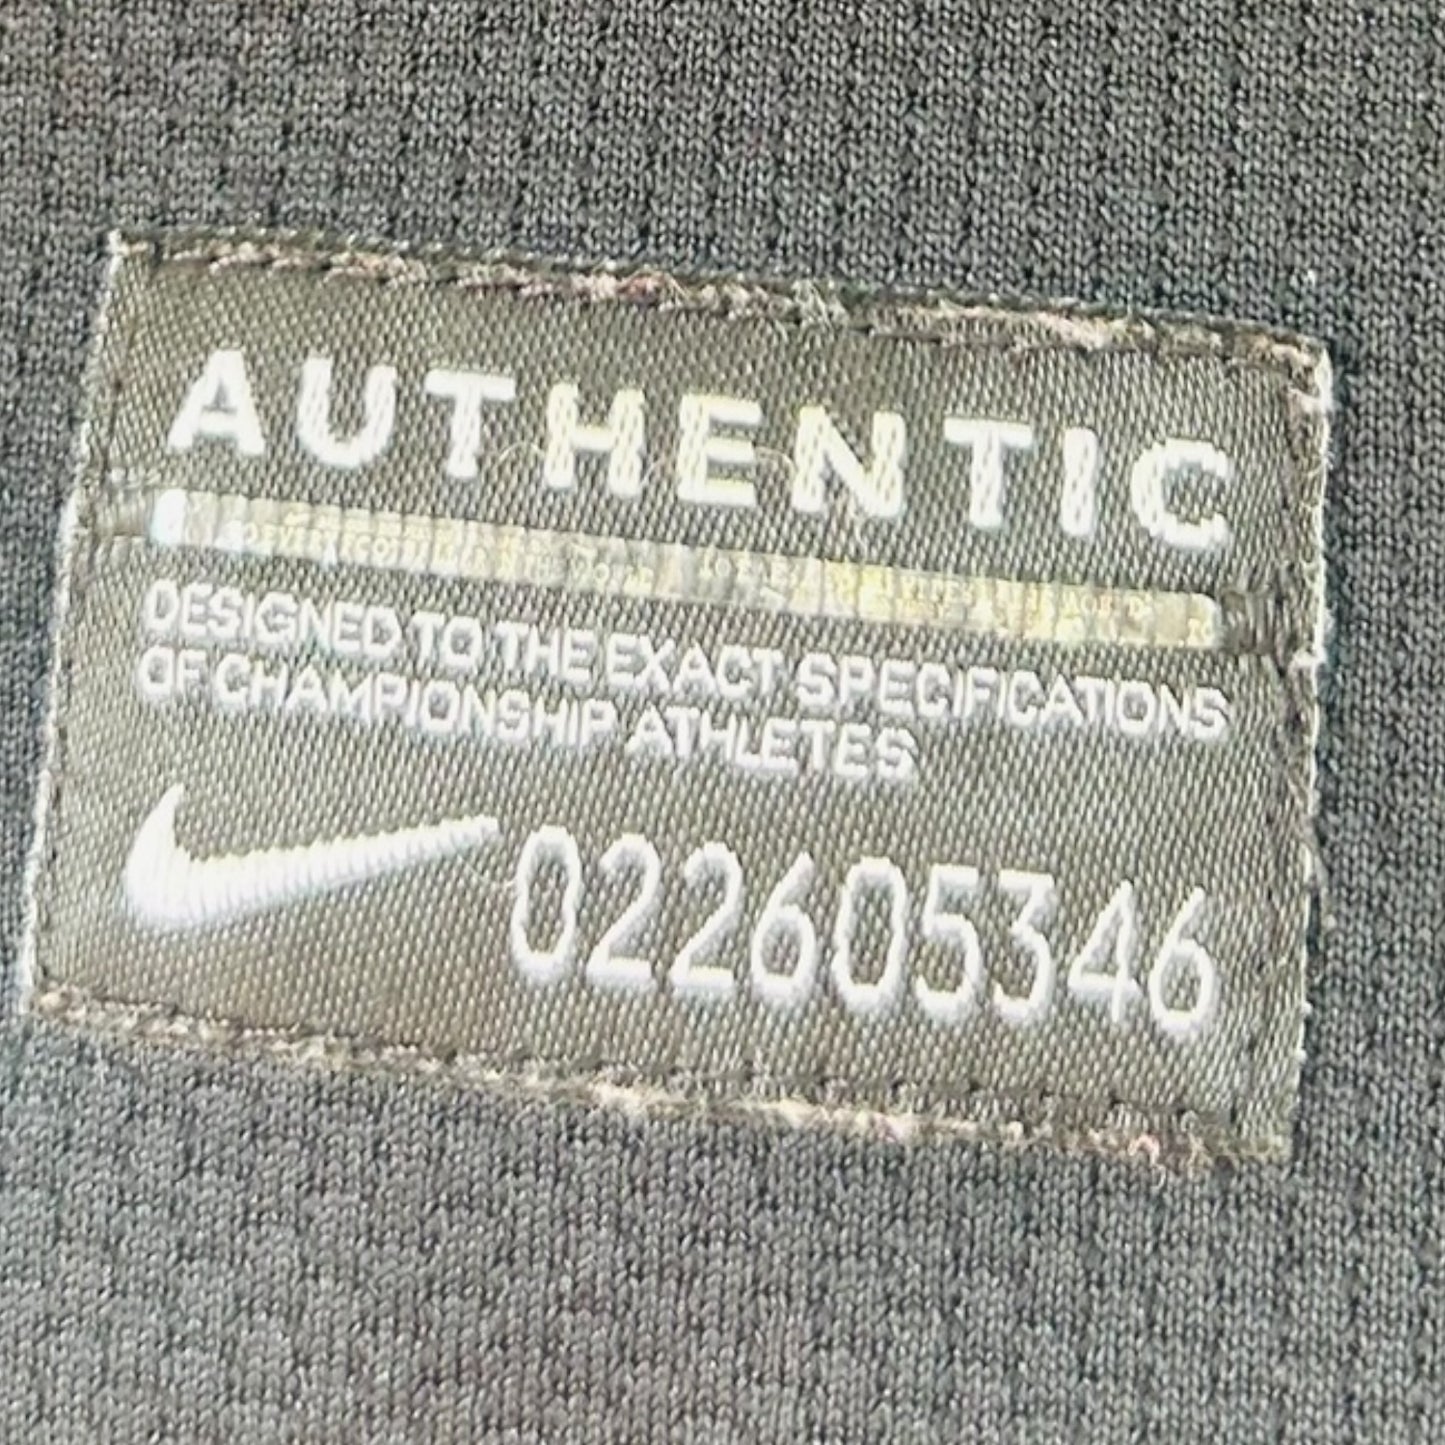 AUTHENTIC
DESIGNED TO THE EXACT SPECIFICATIONS
OF CHAMPIONSHIP ATHLETES
022605346